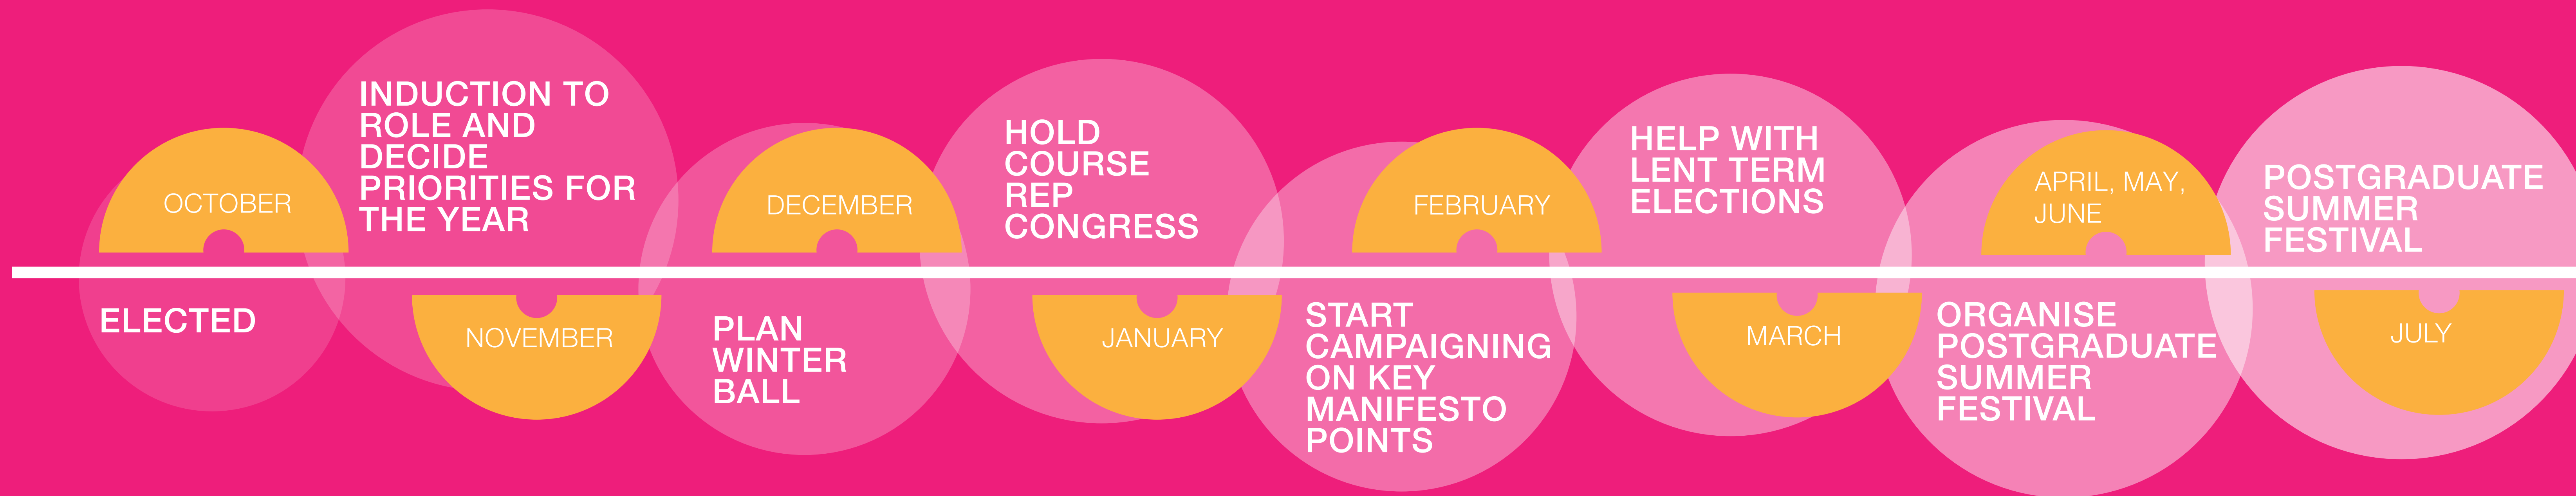 OCTOBER
ELECTED
INDUCTION TO
ROLE AND
DECIDE
PRIORITIES FOR
THE YEAR
NOVEMBER
DECEMBER
PLAN
WINTER
BALL
HOLD
COURSE
REP
CONGRESS
JANUARY
FEBRUARY
START
CAMPAIGNING
ON KEY
MANIFESTO
POINTS
HELP WITH
LENT TERM
ELECTIONS
MARCH
APRIL, MAY,
JUNE
ORGANISE
POSTGRADUATE
SUMMER
FESTIVAL
POSTGRADUATE
SUMMER
FESTIVAL
JULY